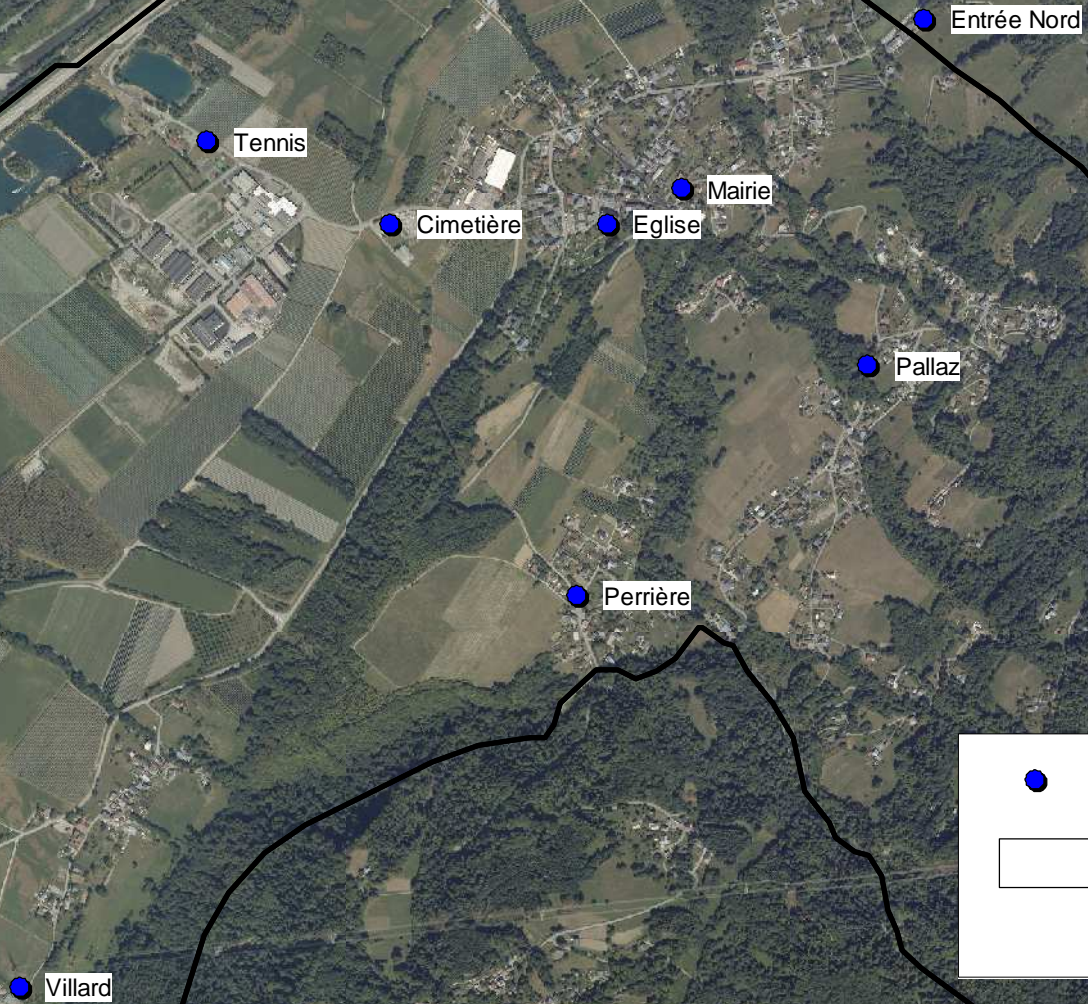 Entrée Nord
Tennis
Mairie
Cimetière
Eglise
Pallaz
Perrière
Villard